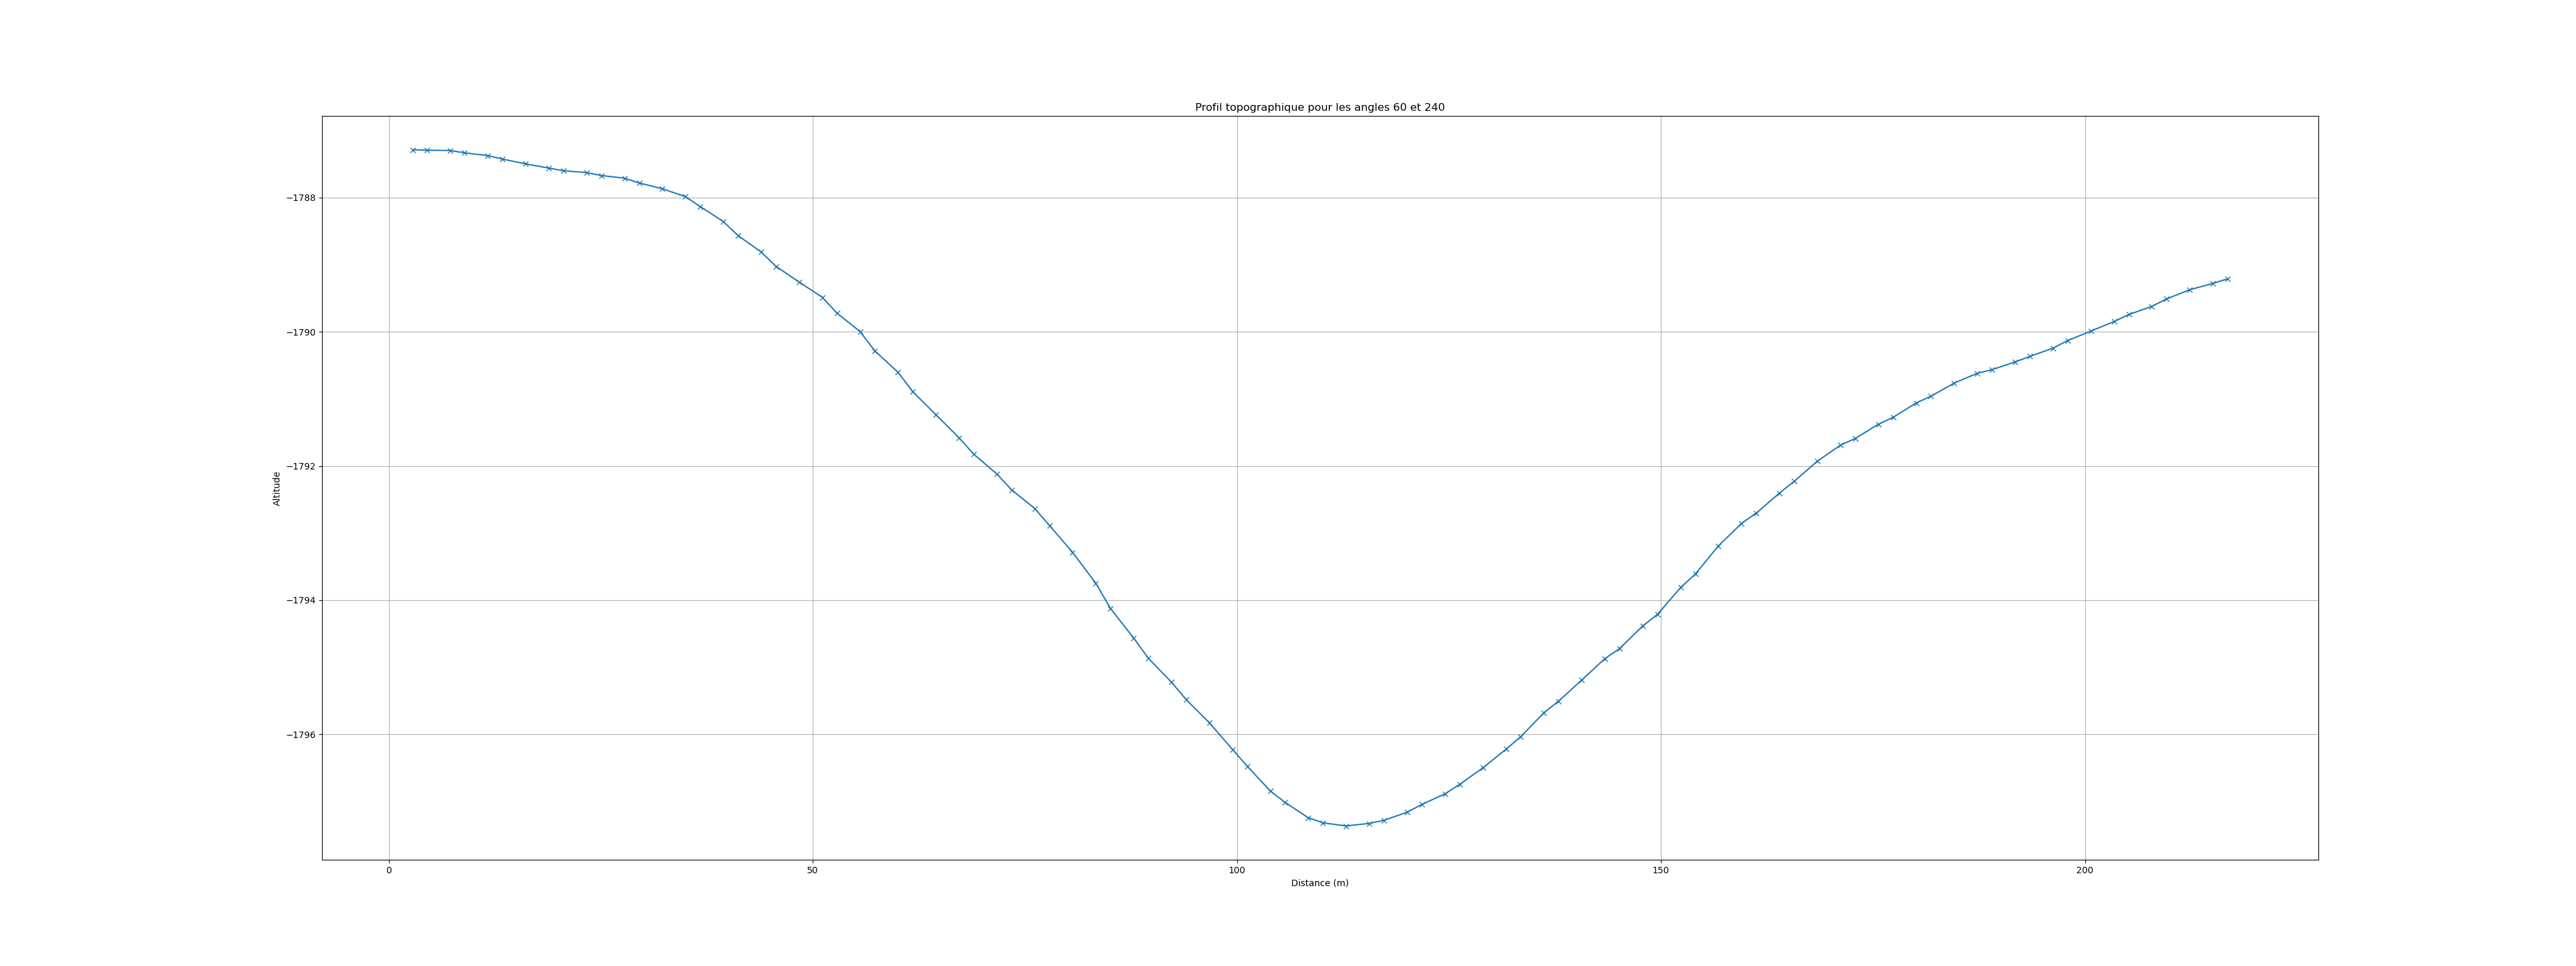 Profil topographique pour les angles 60 et 240
Altitude
−1788
−1790
−1792
−1794
−1796
0 50 100 150 200
Distance (m)